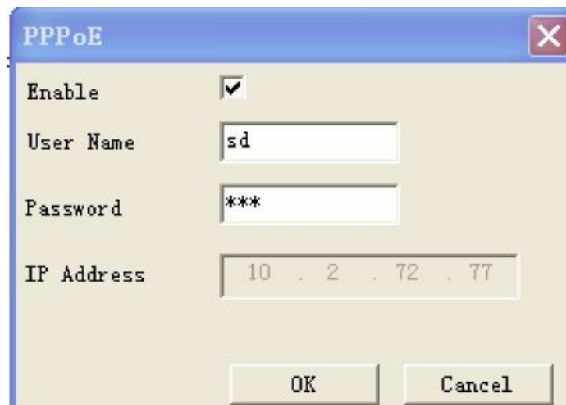 PPPoE
:
Enable
User Name sd
Password ***
IP Address 10 . 2 . 72 . 77
OK Cancel